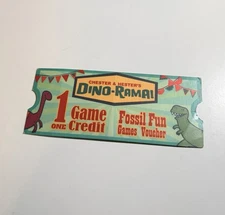 CHESTER & HESTER'S
DINO-RAMA!
1 Game
ONE Credit
Fossil Fun
Games Voucher